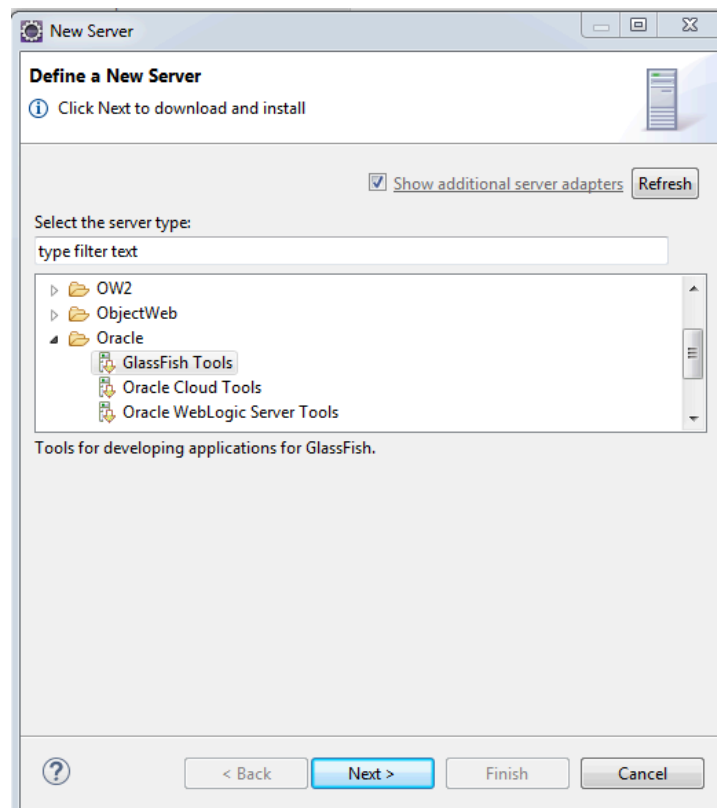 New Server
Define a New Server
Click Next to download and install
Show additional server adapters Refresh
Select the server type:
type filter text
OW2
ObjectWeb
Oracle
GlassFish Tools
Oracle Cloud Tools
Oracle WebLogic Server Tools
Tools for developing applications for GlassFish.
? < Back Next > Finish Cancel